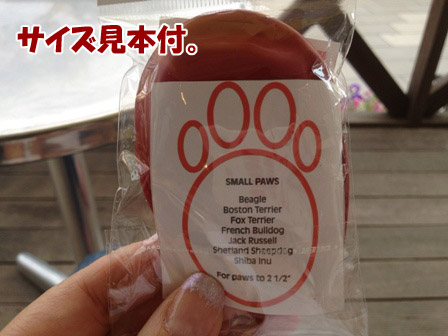 サイズ見本付。
SMALL PAWS
Beagle
Boston Terrier
Fox Terrier
French Bulldog
Jack Russell
Shetland Sheepdog
Shiba Inu
For paws to 2 1/2"